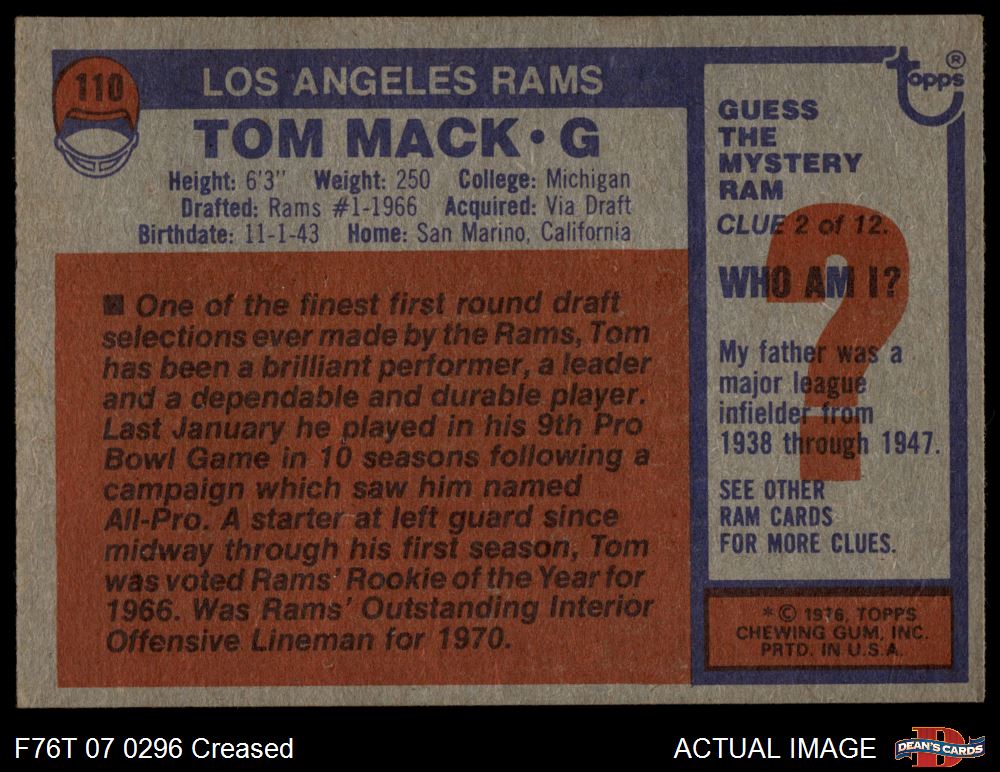 110
LOS ANGELES RAMS
TOM MACK • G
Height: 6'3" Weight: 250 College: Michigan
Drafted: Rams #1-1966 Acquired: Via Draft
Birthdate: 11-1-43 Home: San Marino, California
■ One of the finest first round draft
selections ever made by the Rams, Tom
has been a brilliant performer, a leader
and a dependable and durable player.
Last January he played in his 9th Pro
Bowl Game in 10 seasons following a
campaign which saw him named
All-Pro. A starter at left guard since
midway through his first season, Tom
was voted Rams' Rookie of the Year for
1966. Was Rams' Outstanding Interior
Offensive Lineman for 1970.
topps ®
GUESS
THE
MYSTERY
RAM
CLUE 2 of 12.
?
WHO AM I?
My father was a
major league
infielder from
1938 through 1947.
SEE OTHER
RAM CARDS
FOR MORE CLUES.
* © 1976, TOPPS
CHEWING GUM, INC.
PRTD. IN U.S.A.
F76T 07 0296 Creased
ACTUAL IMAGE
DEAN'S CARDS